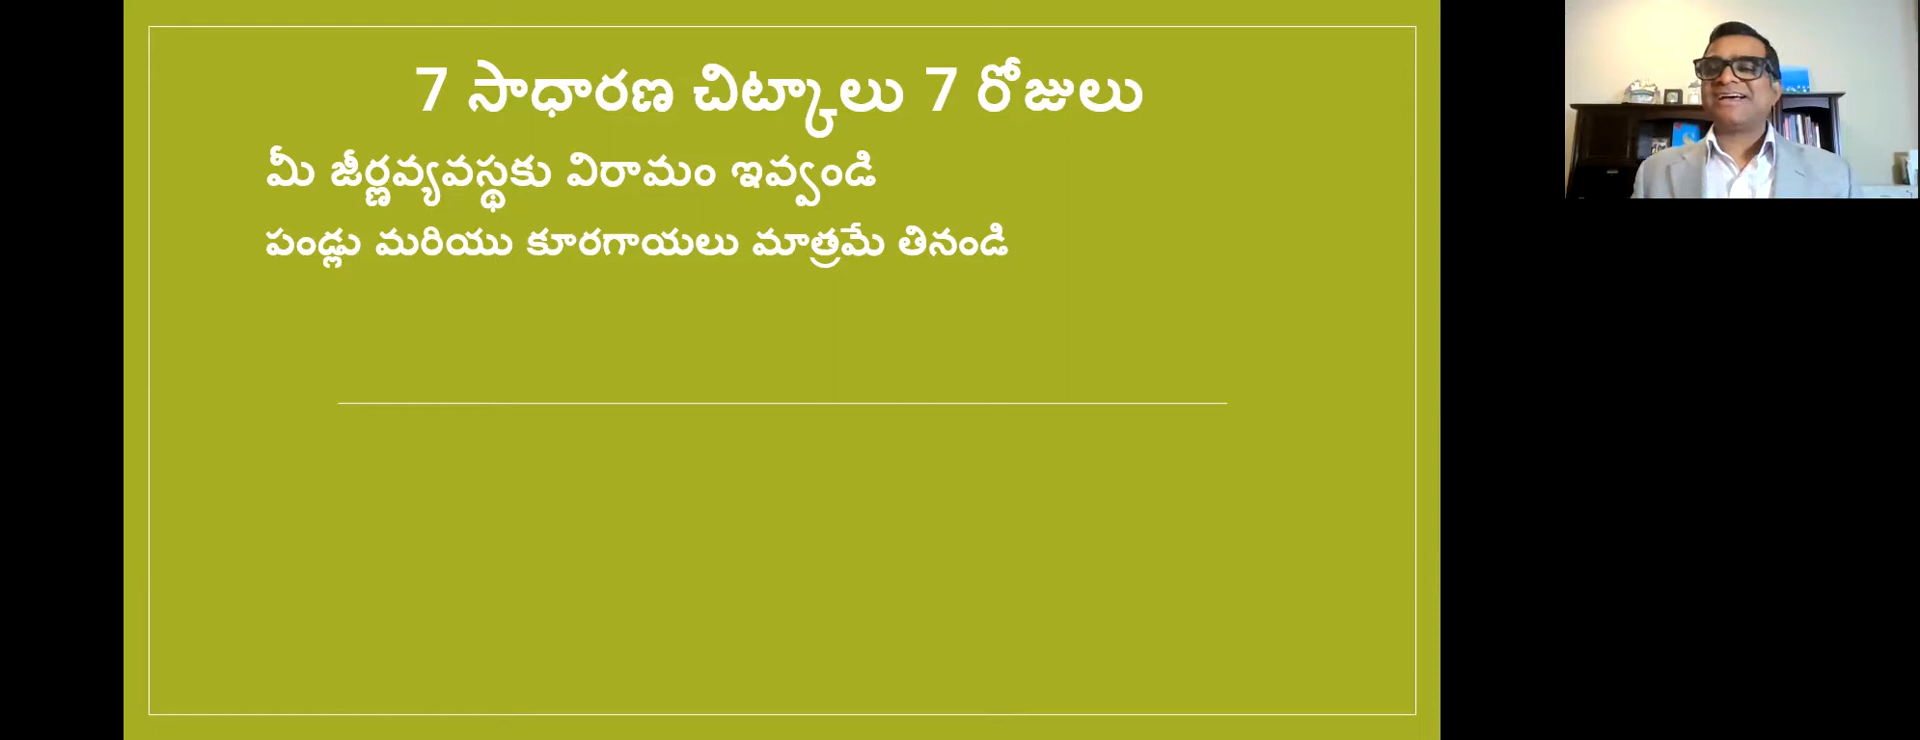 7 సాధారణ చిట్కాలు 7 రోజులు
మీ జీర్ణవ్యవస్థకు విరామం ఇవ్వండి
పండ్లు మరియు కూరగాయలు మాత్రమే తినండి